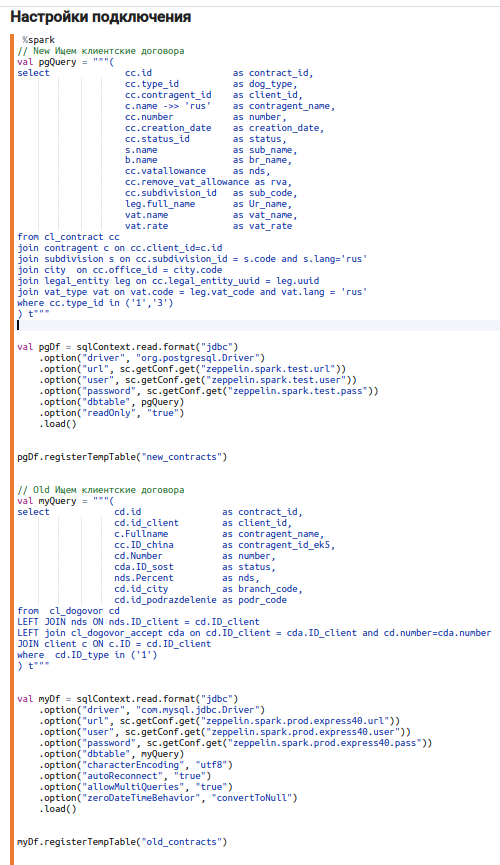 Настройки подключения
%spark
// New Ищем клиентские договора
val pgQuery = """(
select cc.id as contract_id,
cc.type_id as dog_type,
cc.contragent_id as client_id,
c.name ->> 'rus' as contragent_name,
cc.number as number,
cc.creation_date as creation_date,
cc.status_id as status,
s.name as sub_name,
b.name as br_name,
cc.vatallowance as nds,
cc.remove_vat_allowance as rva,
cc.subdivision_id as sub_code,
leg.full_name as Ur_name,
vat.name as vat_name,
vat.rate as vat_rate
from cl_contract cc
join contragent c on cc.client_id=c.id
join subdivision s on cc.subdivision_id = s.code and s.lang='rus'
join city on cc.office_id = city.code
join legal_entity leg on cc.legal_entity_uuid = leg.uuid
join vat_type vat on vat.code = leg.vat_code and vat.lang = 'rus'
where cc.type_id in ('1','3')
) t"""
val pgDf = sqlContext.read.format("jdbc")
.option("driver", "org.postgresql.Driver")
.option("url", sc.getConf.get("zeppelin.spark.test.url"))
.option("user", sc.getConf.get("zeppelin.spark.test.user"))
.option("password", sc.getConf.get("zeppelin.spark.test.pass"))
.option("dbtable", pgQuery)
.option("readOnly", "true")
.load()
pgDf.registerTempTable("new_contracts")
// Old Ищем клиентские договора
val myQuery = """(
select cd.id as contract_id,
cd.id_client as client_id,
c.Fullname as contragent_name,
cc.ID_china as contragent_id_ek5,
cd.Number as number,
cda.ID_sost as status,
nds.Percent as nds,
cd.id_city as branch_code,
cd.id_podrazdelenie as podr_code
from cl_dogovor cd
LEFT JOIN nds ON nds.ID_client = cd.ID_client
LEFT join cl_dogovor_accept cda on cd.ID_client = cda.ID_client and cd.number=cda.number
JOIN client c ON c.ID = cd.ID_client
where cd.ID_type in ('1')
) t"""
val myDf = sqlContext.read.format("jdbc")
.option("driver", "com.mysql.jdbc.Driver")
.option("url", sc.getConf.get("zeppelin.spark.prod.express40.url"))
.option("user", sc.getConf.get("zeppelin.spark.prod.express40.user"))
.option("password", sc.getConf.get("zeppelin.spark.prod.express40.pass"))
.option("dbtable", myQuery)
.option("characterEncoding", "utf8")
.option("autoReconnect", "true")
.option("allowMultiQueries", "true")
.option("zeroDateTimeBehavior", "convertToNull")
.load()
myDf.registerTempTable("old_contracts")